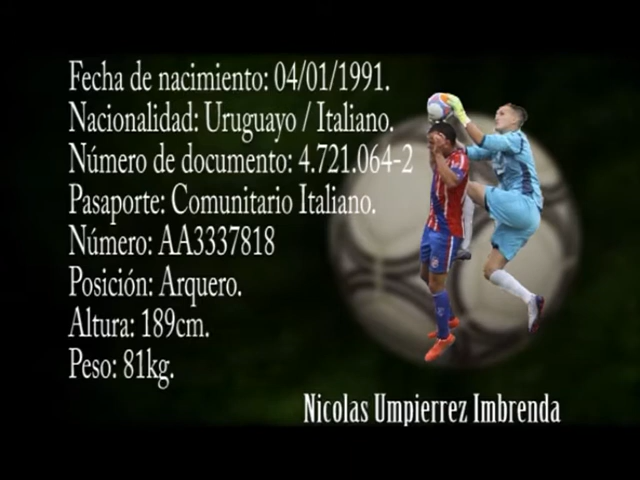 Fecha de nacimiento: 04/01/1991.
Nacionalidad: Uruguayo / Italiano.
Número de documento: 4.721.064-2
Pasaporte: Comunitario Italiano.
Número: AA3337818
Posición: Arquero.
Altura: 189cm.
Peso: 81kg.
Nicolas Umpierrez Imbrenda